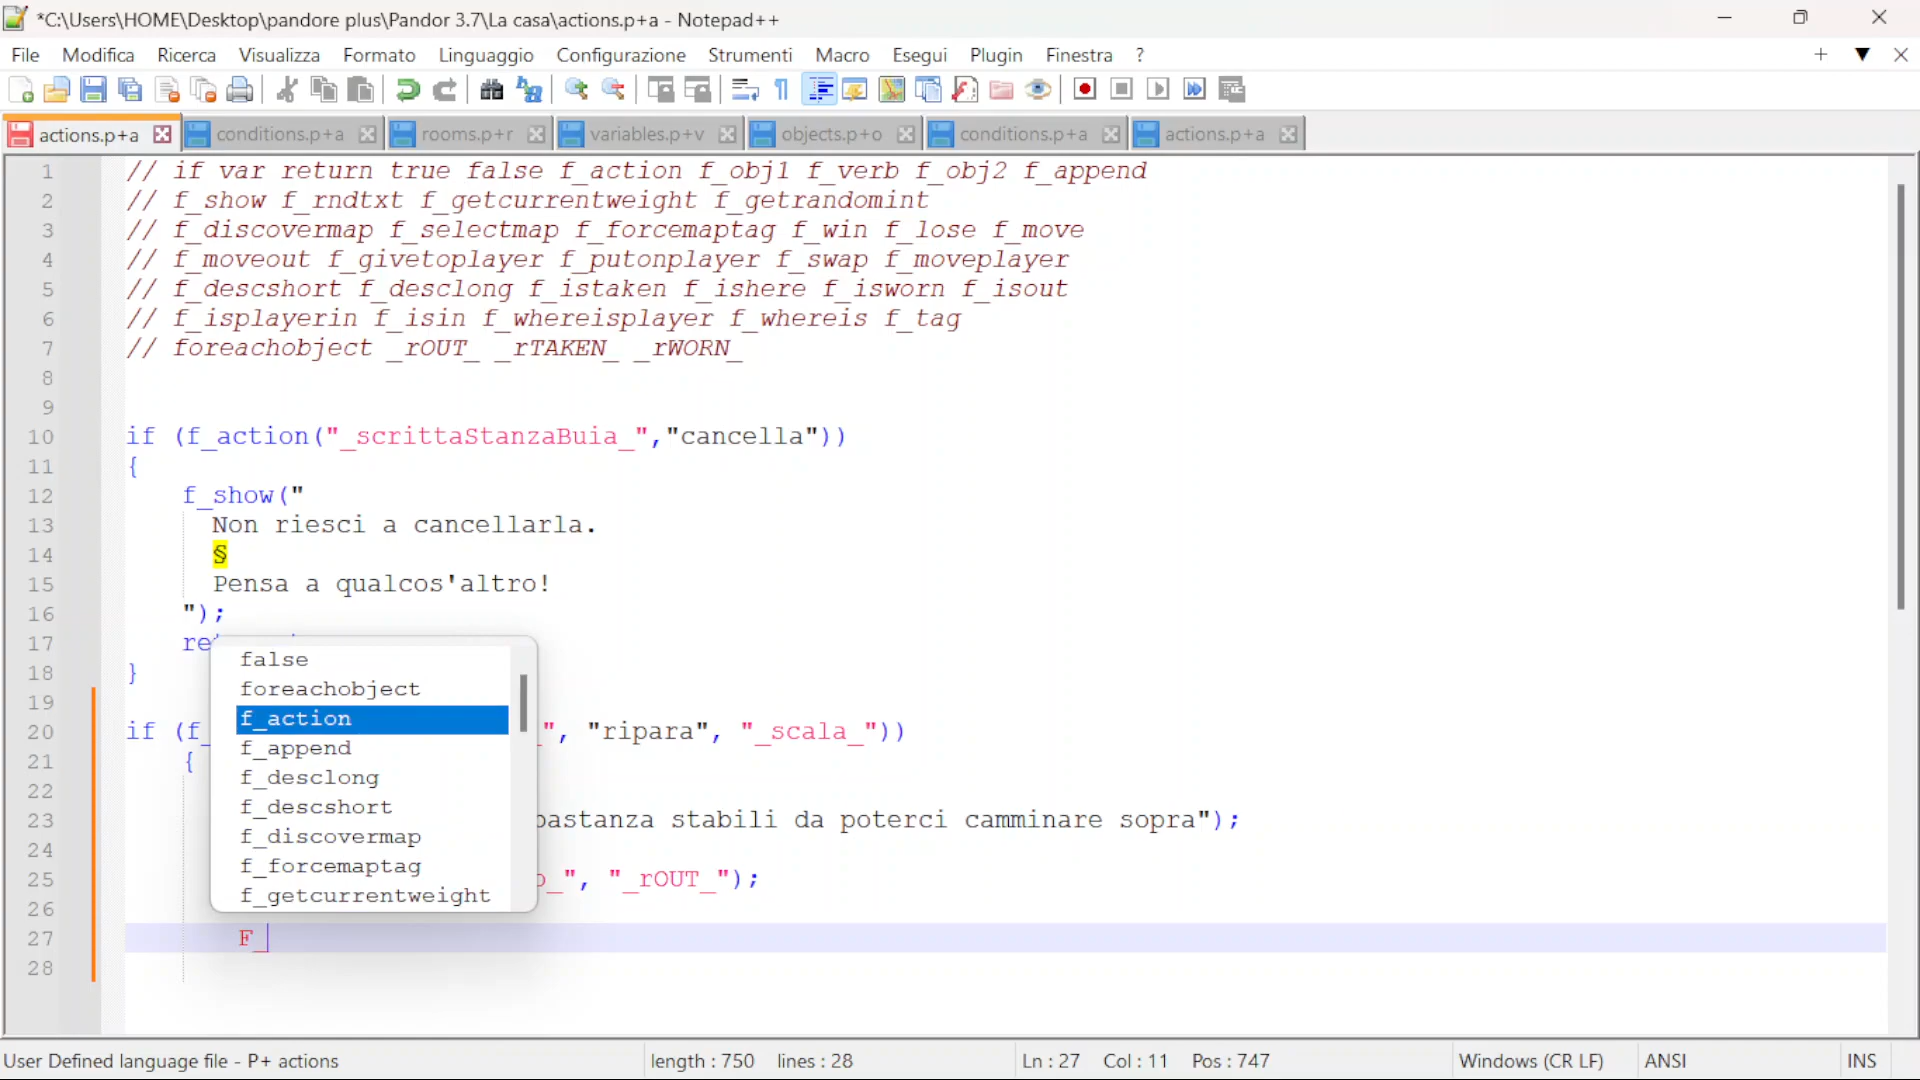 *C:\Users\HOME\Desktop\pandore plus\Pandor 3.7\La casa\actions.p+a - Notepad++
File Modifica Ricerca Visualizza Formato Linguaggio Codifica Configurazione Strumenti Macro Esegui Plugin Finestra ?
actions.p+a conditions.p+a rooms.p+r variables.p+v objects.p+o conditions.p+a actions.p+a
1 // if var return true false f_action f_obj1 f_verb f_obj2 f_append
2 // f_show f_rndtxt f_getcurrentweight f_getrandomint
3 // f_discovermap f_selectmap f_forcemaptag f_win f_lose f_move
4 // f_moveout f_givetoplayer f_putonplayer f_swap f_moveplayer
5 // f_descshort f_desclong f_istaken f_ishere f_isworn f_isout
6 // f_isplayerin f_isin f_whereisplayer f_whereis f_tag
7 // foreachobject _rOUT_ _rTAKEN_ _rWORN_
8
9
10 if (f_action("_scrittaStanzaBuia_","cancella"))
11 {
12 f_show("
13 Non riesci a cancellarla.
14 §
15 Pensa a qualcos'altro!
16 ");
17 re
18 }
19
20 if (f_ _", "ripara", "_scala_"))
21 {
22
23 bastanza stabili da poterci camminare sopra");
24
25 o_", "_rOUT_");
26
27 F_
28
false
foreachobject
f_action
f_append
f_desclong
f_descshort
f_discovermap
f_forcemaptag
f_getcurrentweight
User Defined language file - P+ actions length : 750 lines : 28 Ln : 27 Col : 11 Pos : 747 Windows (CR LF) ANSI INS